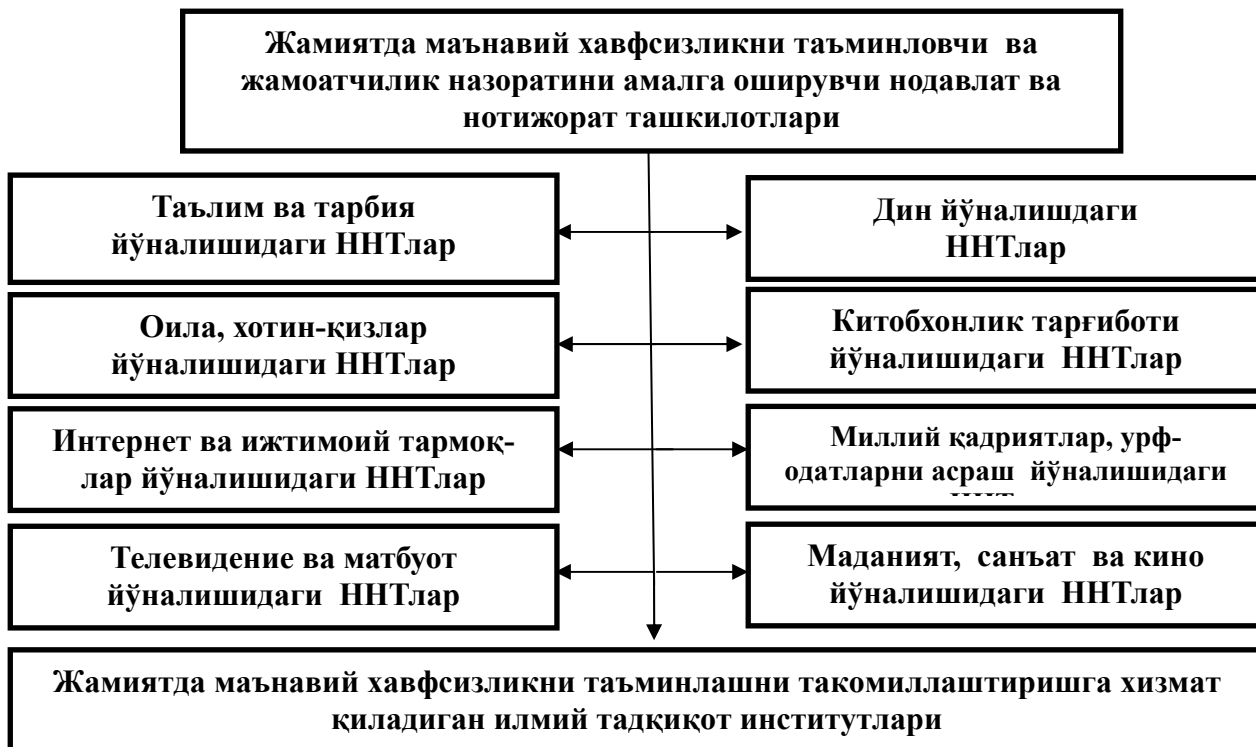 Жамиятда маънавий хавфсизликни таъминловчи ва
жамоатчилик назоратини амалга оширувчи нодавлат ва
нотижорат ташкилотлари
Таълим ва тарбия
йўналишидаги ННТлар
Дин йўналишдаги
ННТлар
Оила, хотин-қизлар
йўналишидаги ННТлар
Китобхонлик тарғиботи
йўналишидаги ННТлар
Интернет ва ижтимоий тармоқ-
лар йўналишидаги ННТлар
Миллий қадриятлар, урф-
одатларни асраш йўналишидаги
Телевидение ва матбуот
йўналишидаги ННТлар
Маданият, санъат ва кино
йўналишидаги ННТлар
Жамиятда маънавий хавфсизликни таъминлашни такомиллаштиришга хизмат
қиладиган илмий тадқиқот институтлари